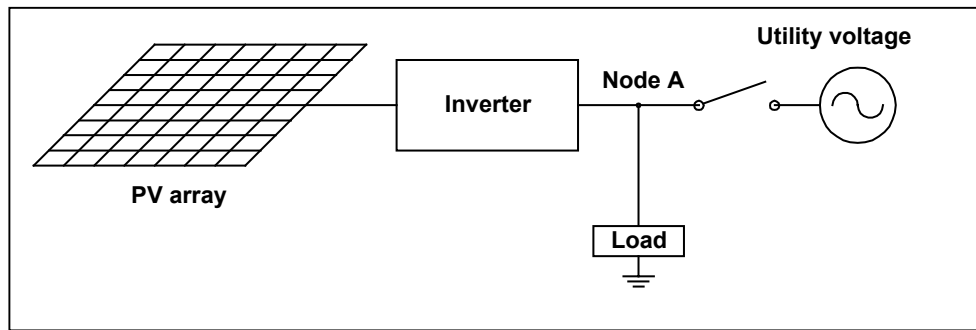 Utility voltage
Node A
Inverter
PV array
Load